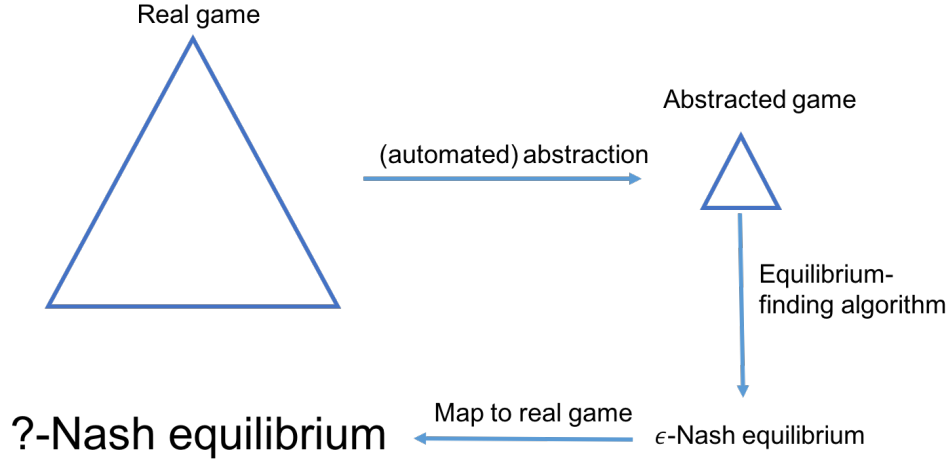 Real game
Abstracted game
(automated) abstraction
Equilibrium-
finding algorithm
Map to real game
?-Nash equilibrium
ϵ-Nash equilibrium